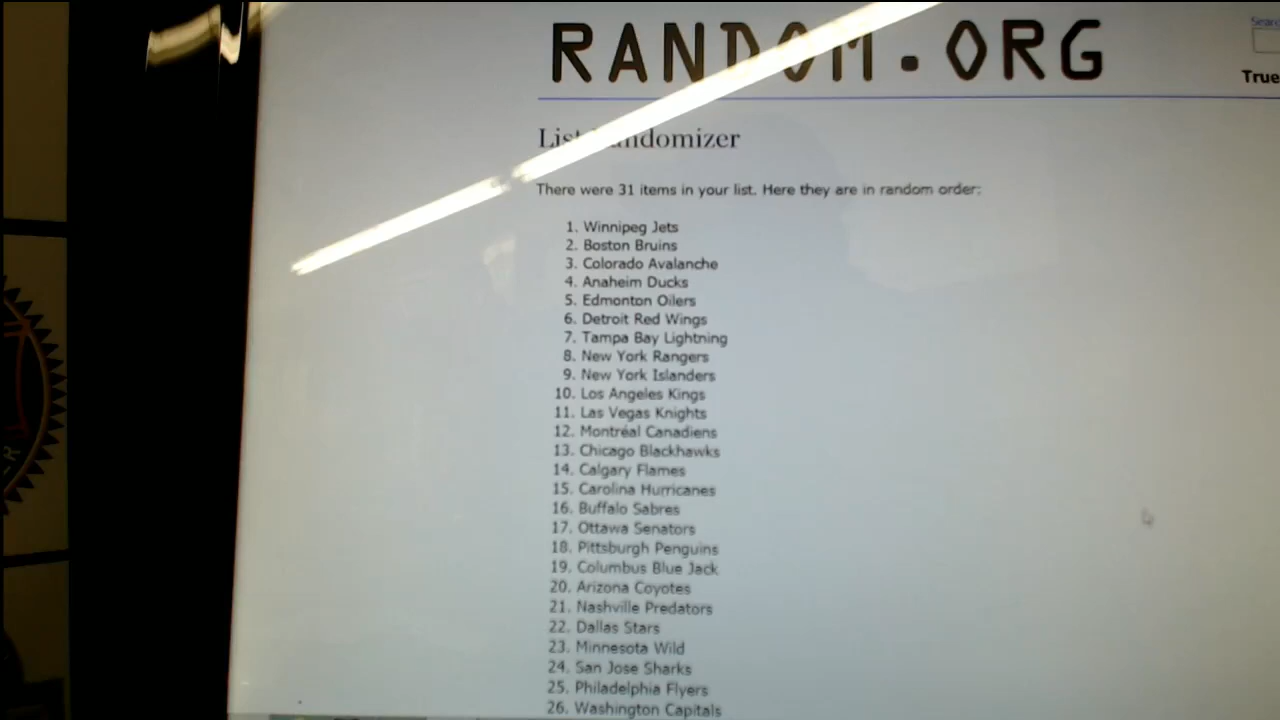 RANDOM.ORG
Search
True
List Randomizer
There were 31 items in your list. Here they are in random order:
1. Winnipeg Jets
2. Boston Bruins
3. Colorado Avalanche
4. Anaheim Ducks
5. Edmonton Oilers
6. Detroit Red Wings
7. Tampa Bay Lightning
8. New York Rangers
9. New York Islanders
10. Los Angeles Kings
11. Las Vegas Knights
12. Montréal Canadiens
13. Chicago Blackhawks
14. Calgary Flames
15. Carolina Hurricanes
16. Buffalo Sabres
17. Ottawa Senators
18. Pittsburgh Penguins
19. Columbus Blue Jack
20. Arizona Coyotes
21. Nashville Predators
22. Dallas Stars
23. Minnesota Wild
24. San Jose Sharks
25. Philadelphia Flyers
26. Washington Capitals